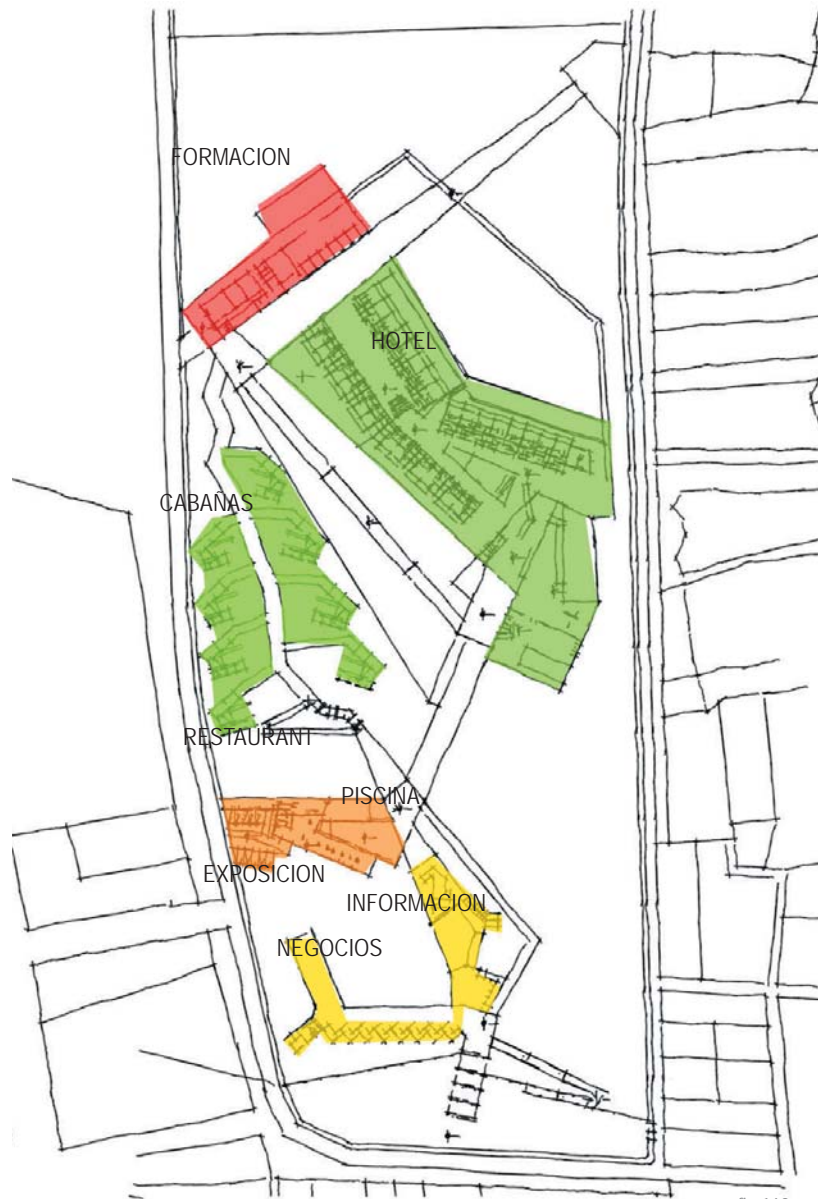 FORMACION
HOTEL
CABAÑAS
RESTAURANT
PISCINA
EXPOSICION
INFORMACION
NEGOCIOS